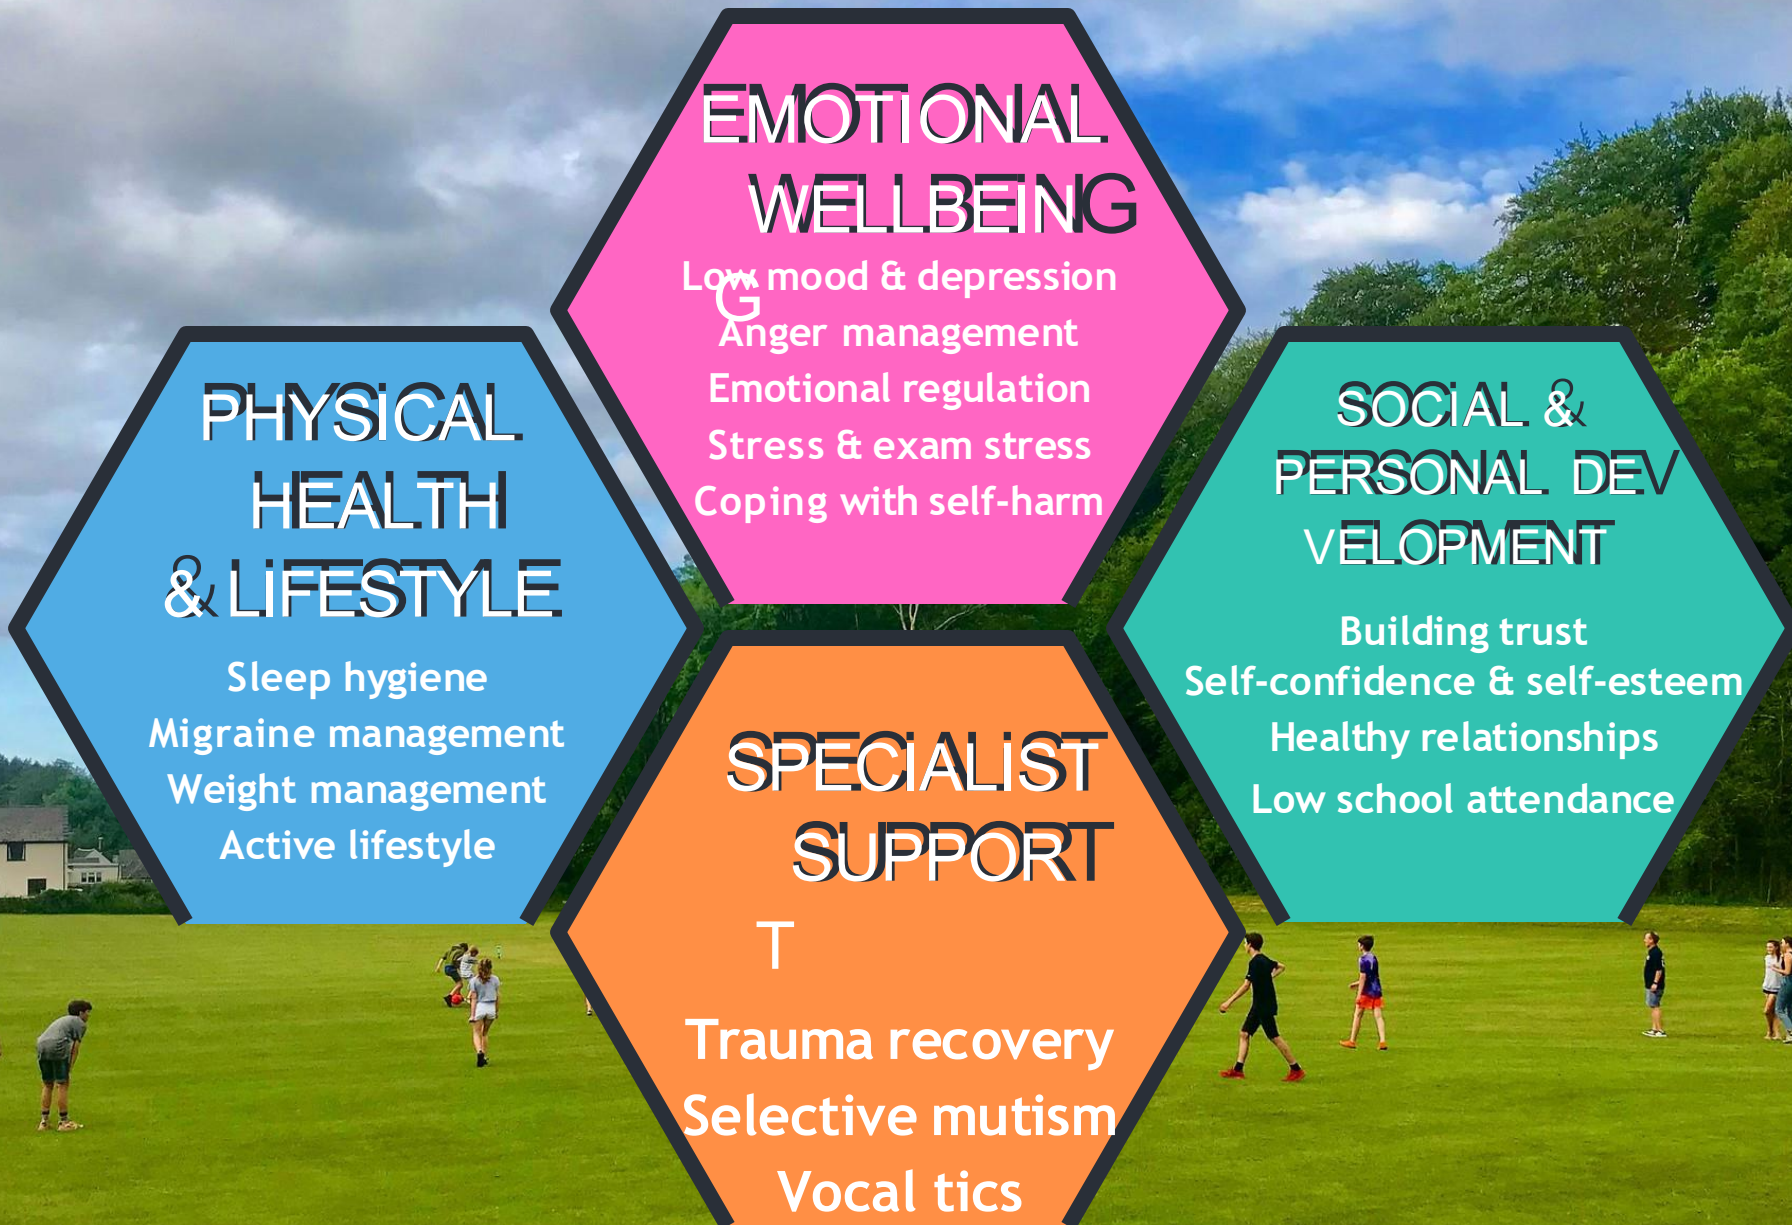 EMOTIONAL
WELLBEING
Low mood & depression
Anger management
Emotional regulation
Stress & exam stress
Coping with self-harm
PHYSICAL
HEALTH
& LIFESTYLE
Sleep hygiene
Migraine management
Weight management
Active lifestyle
SOCIAL &
PERSONAL DEV
VELOPMENT
Building trust
Self-confidence & self-esteem
Healthy relationships
Low school attendance
SPECIALIST
SUPPORT
T
Trauma recovery
Selective mutism
Vocal tics